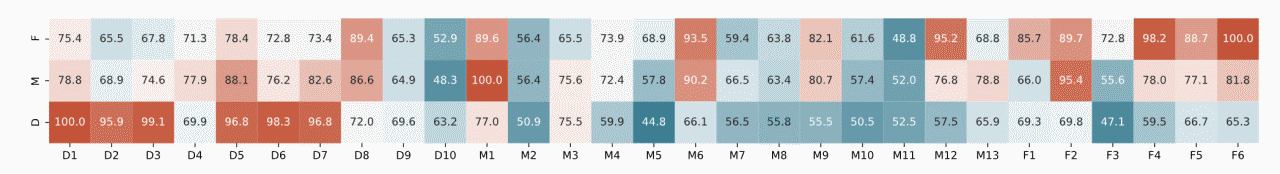 F 75.4 65.5 67.8 71.3 78.4 72.8 73.4 89.4 65.3 52.9 89.6 56.4 65.5 73.9 68.9 93.5 59.4 63.8 82.1 61.6 48.8 95.2 68.8 85.7 89.7 72.8 98.2 88.7 100.0
M 78.8 68.9 74.6 77.9 88.1 76.2 82.6 86.6 64.9 48.3 100.0 56.4 75.6 72.4 57.8 90.2 66.5 63.4 80.7 57.4 52.0 76.8 78.8 66.0 95.4 55.6 78.0 77.1 81.8
D 100.0 95.9 99.1 69.9 96.8 98.3 96.8 72.0 69.6 63.2 77.0 50.9 75.5 59.9 44.8 66.1 56.5 55.8 55.5 50.5 52.5 57.5 65.9 69.3 69.8 47.1 59.5 66.7 65.3
D1 D2 D3 D4 D5 D6 D7 D8 D9 D10 M1 M2 M3 M4 M5 M6 M7 M8 M9 M10 M11 M12 M13 F1 F2 F3 F4 F5 F6